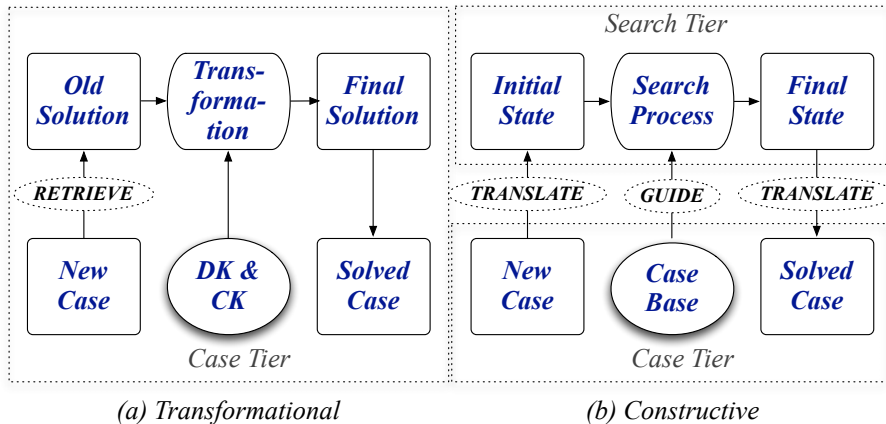 Old
Solution
Trans-
forma-
tion
Final
Solution
RETRIEVE
New
Case
DK &
CK
Solved
Case
Case Tier
(a) Transformational
Search Tier
Initial
State
Search
Process
Final
State
TRANSLATE
GUIDE
TRANSLATE
New
Case
Case
Base
Solved
Case
Case Tier
(b) Constructive